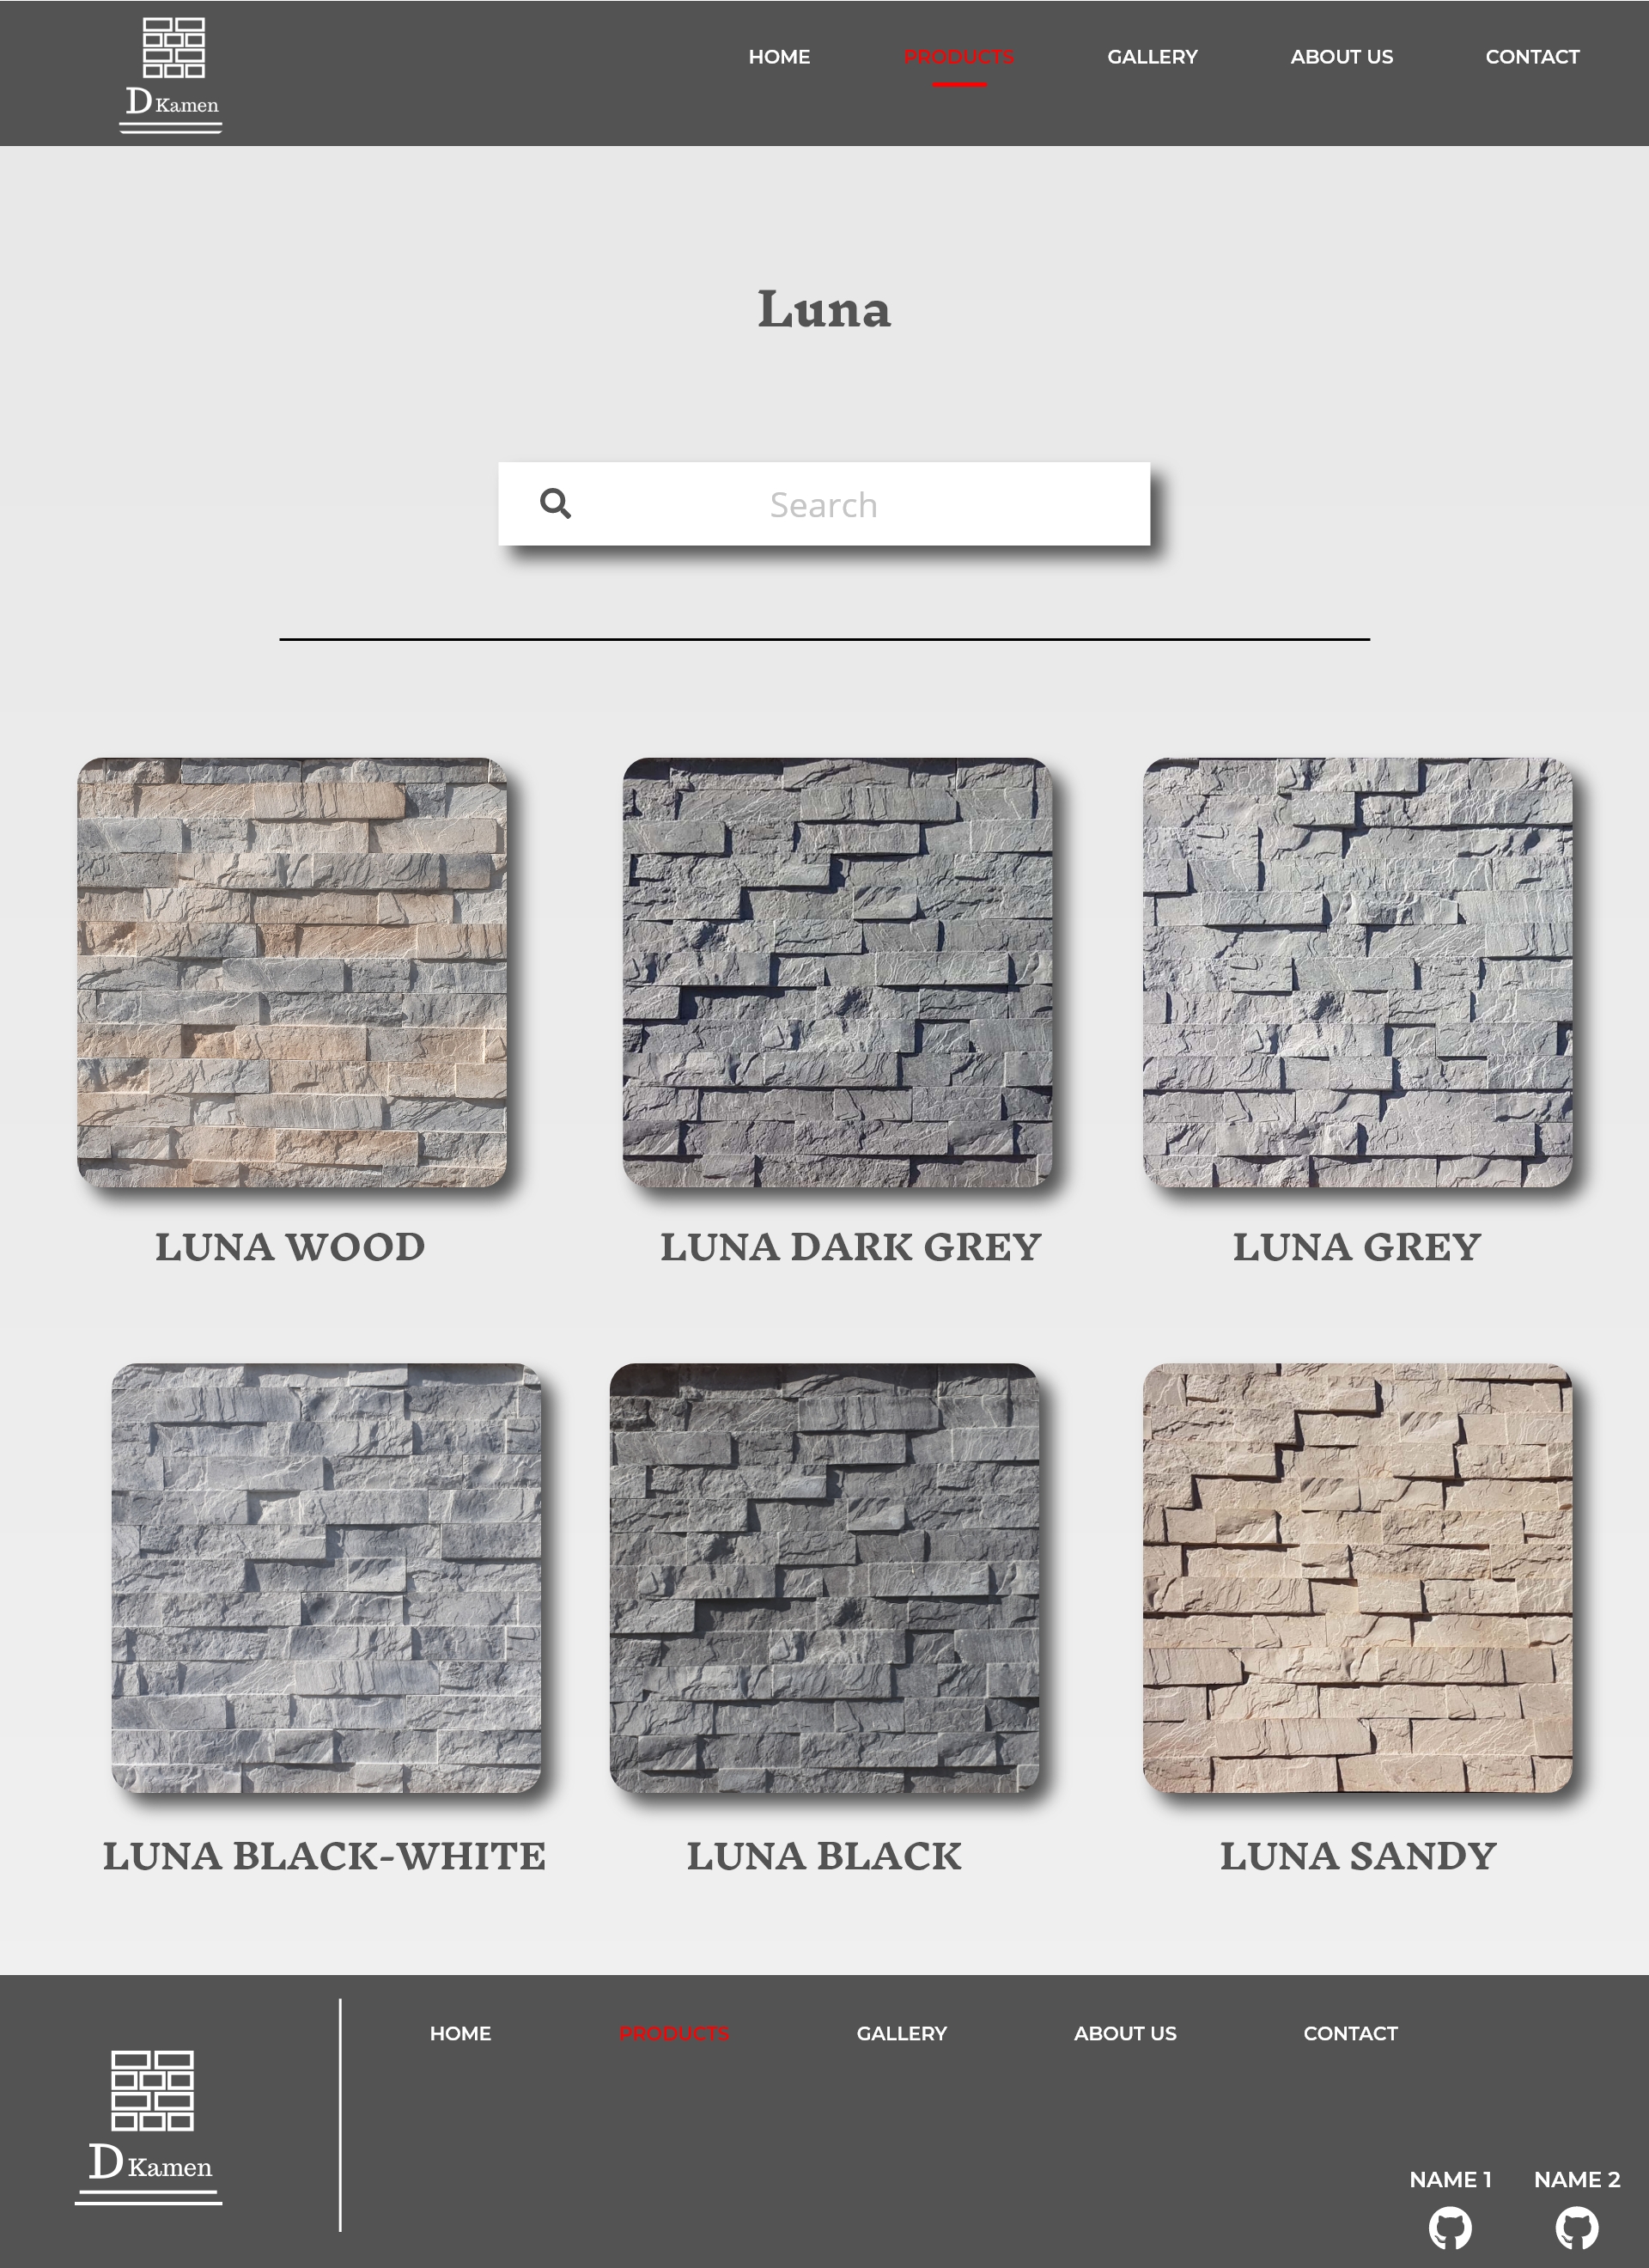 HOME PRODUCTS GALLERY ABOUT US CONTACT
D Kamen
Luna
Search
LUNA WOOD LUNA DARK GREY LUNA GREY
LUNA BLACK-WHITE LUNA BLACK LUNA SANDY
HOME PRODUCTS GALLERY ABOUT US CONTACT
D Kamen
NAME 1 NAME 2